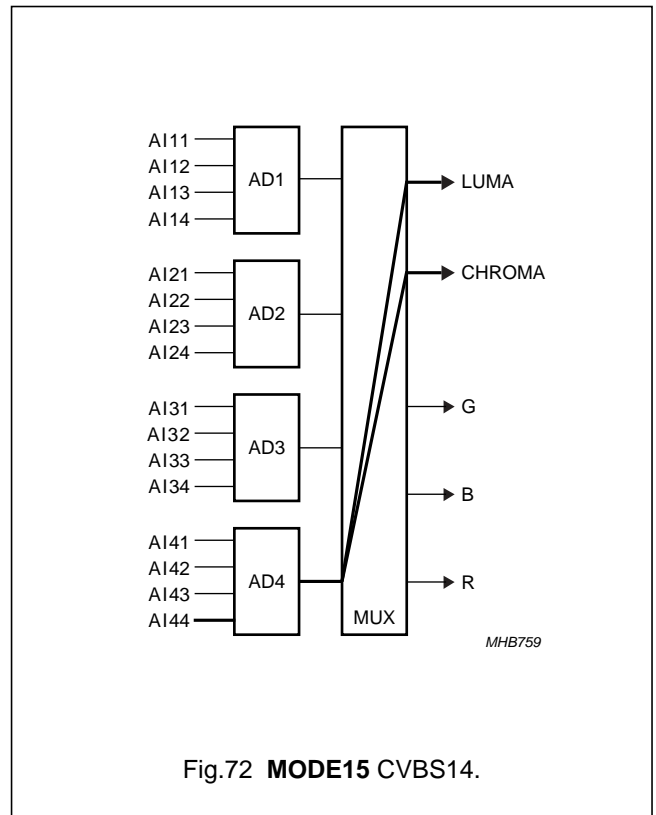 AI11
AI12
AI13
AI14
AD1
AI21
AI22
AI23
AI24
AD2
AI31
AI32
AI33
AI34
AD3
AI41
AI42
AI43
AI44
AD4
MUX
LUMA
CHROMA
G
B
R
MHB759
Fig.72 MODE15 CVBS14.